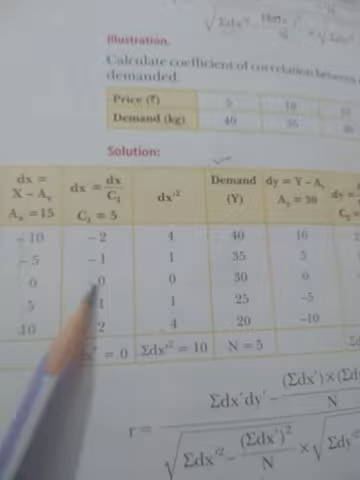 Illustration.
Calculate coefficient of correlation between
demanded.
Price (₹) 5 10
Demand (kg) 40 35
Solution:
dx = X – Aₓ Aₓ = 15 dx = dx/C₁ C₁ = 5 dx'² Demand (Y) dy = Y – Aᵧ
–10 –2 4 40 10
–5 –1 1 35 5
0 0 0 30 0
5 1 1 25 –5
10 2 4 20 –10
= 0 Σdx'² = 10 N = 5
r = Σdx'dy' – (Σdx')×(Σdy
N
√Σdx'² – (Σdx')²/N × √Σdy'²